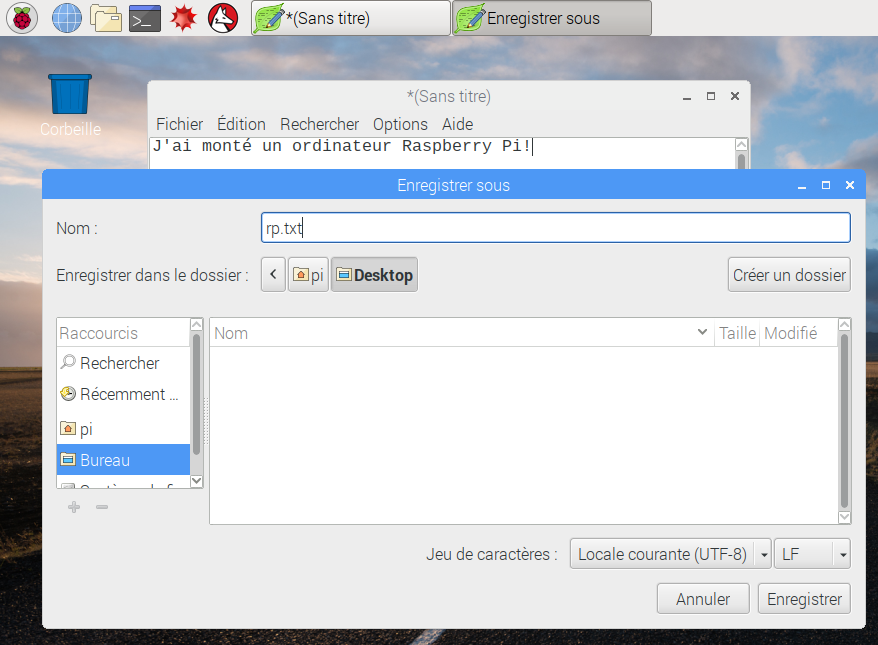 *(Sans titre)
Enregistrer sous
Corbeille
*(Sans titre)
Fichier Édition Rechercher Options Aide
J'ai monté un ordinateur Raspberry Pi!
Enregistrer sous
Nom :
rp.txt
Enregistrer dans le dossier :
pi
Desktop
Créer un dossier
Raccourcis
Rechercher
Récemment ...
pi
Bureau
Nom
Taille
Modifié
Jeu de caractères :
Locale courante (UTF-8)
LF
Annuler
Enregistrer